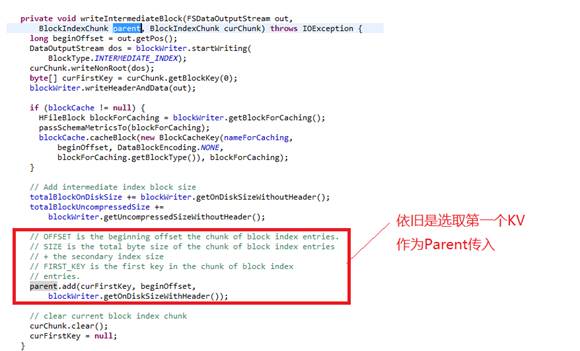 private void writeIntermediateBlock(FSDataOutputStream out,
BlockIndexChunk parent, BlockIndexChunk curChunk) throws IOException {
long beginOffset = out.getPos();
DataOutputStream dos = blockWriter.startWriting(
BlockType.INTERMEDIATE_INDEX);
curChunk.writeNonRoot(dos);
byte[] curFirstKey = curChunk.getBlockKey(0);
blockWriter.writeHeaderAndData(out);
if (blockCache != null) {
HFileBlock blockForCaching = blockWriter.getBlockForCaching();
passSchemaMetricsTo(blockForCaching);
blockCache.cacheBlock(new BlockCacheKey(nameForCaching,
beginOffset, DataBlockEncoding.NONE,
blockForCaching.getBlockType()), blockForCaching);
}
// Add intermediate index block size
totalBlockOnDiskSize += blockWriter.getOnDiskSizeWithoutHeader();
totalBlockUncompressedSize +=
blockWriter.getUncompressedSizeWithoutHeader();
// OFFSET is the beginning offset the chunk of block index entries.
// SIZE is the total byte size of the chunk of block index entries
// + the secondary index size
// FIRST_KEY is the first key in the chunk of block index
// entries.
parent.add(curFirstKey, beginOffset,
blockWriter.getOnDiskSizeWithHeader());
依旧是选取第一个KV
作为Parent传入
// clear current block index chunk
curChunk.clear();
curFirstKey = null;
}